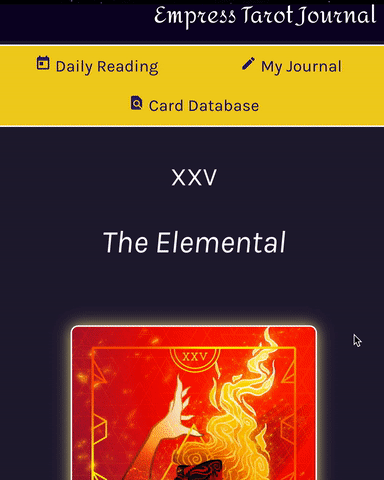 Empress Tarot Journal
Daily Reading
My Journal
Card Database
XXV
The Elemental
XXV